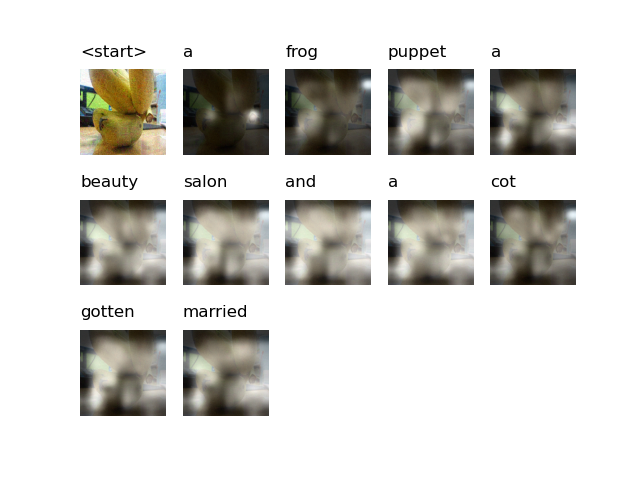 <start> a frog puppet a
beauty salon and a cot
gotten married